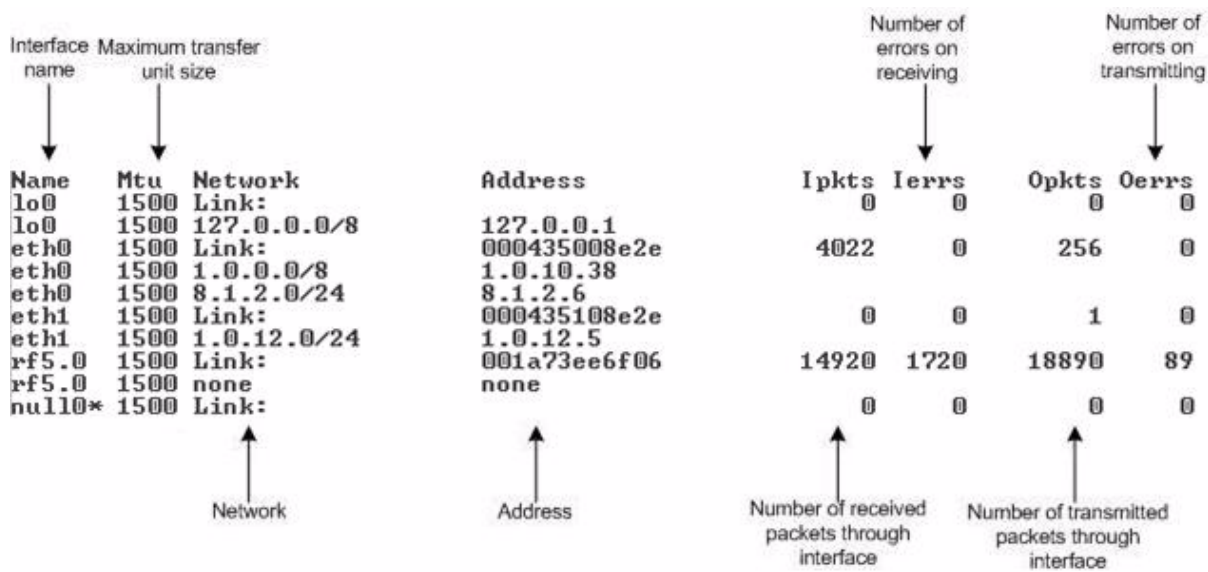 Interface name
Maximum transfer unit size
Number of errors on receiving
Number of errors on transmitting
Name Mtu Network Address Ipkts Ierrs Opkts Oerrs
lo0 1500 Link: 0 0 0 0
lo0 1500 127.0.0.0/8 127.0.0.1
eth0 1500 Link: 000435008e2e 4022 0 256 0
eth0 1500 1.0.0.0/8 1.0.10.38
eth0 1500 8.1.2.0/24 8.1.2.6
eth1 1500 Link: 000435108e2e 0 0 1 0
eth1 1500 1.0.12.0/24 1.0.12.5
rf5.0 1500 Link: 001a73ee6f06 14920 1720 18890 89
rf5.0 1500 none none
null0* 1500 Link: 0 0 0 0
Network
Address
Number of received packets through interface
Number of transmitted packets through interface